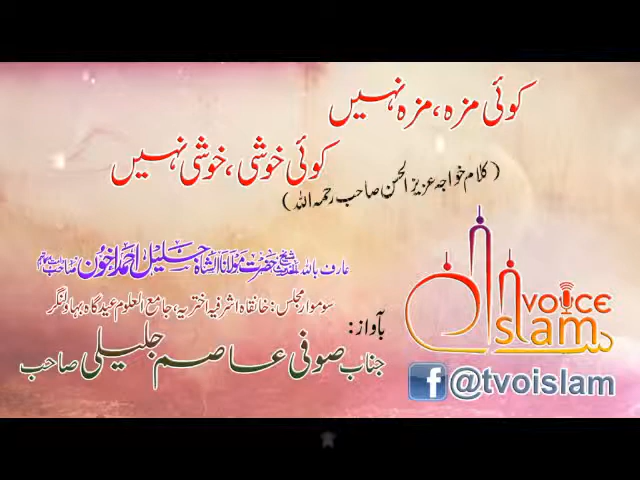 کوئی مزہ، مزہ نہیں
کوئی خوشی، خوشی نہیں
(کلام خواجہ عزیز الحسن صاحب رحمہ اللہ)
عارف باللہ حضرت مولانا شاہ جلیل احمد اخون صاحب
سوموار مجلس: خانقاہ اشرفیہ اختریہ، جامع العلوم عیدگاہ، بہاولنگر
بآواز:
جناب صوفی عاصم جلیلی صاحب
VOICE
Islam
f @tvoislam